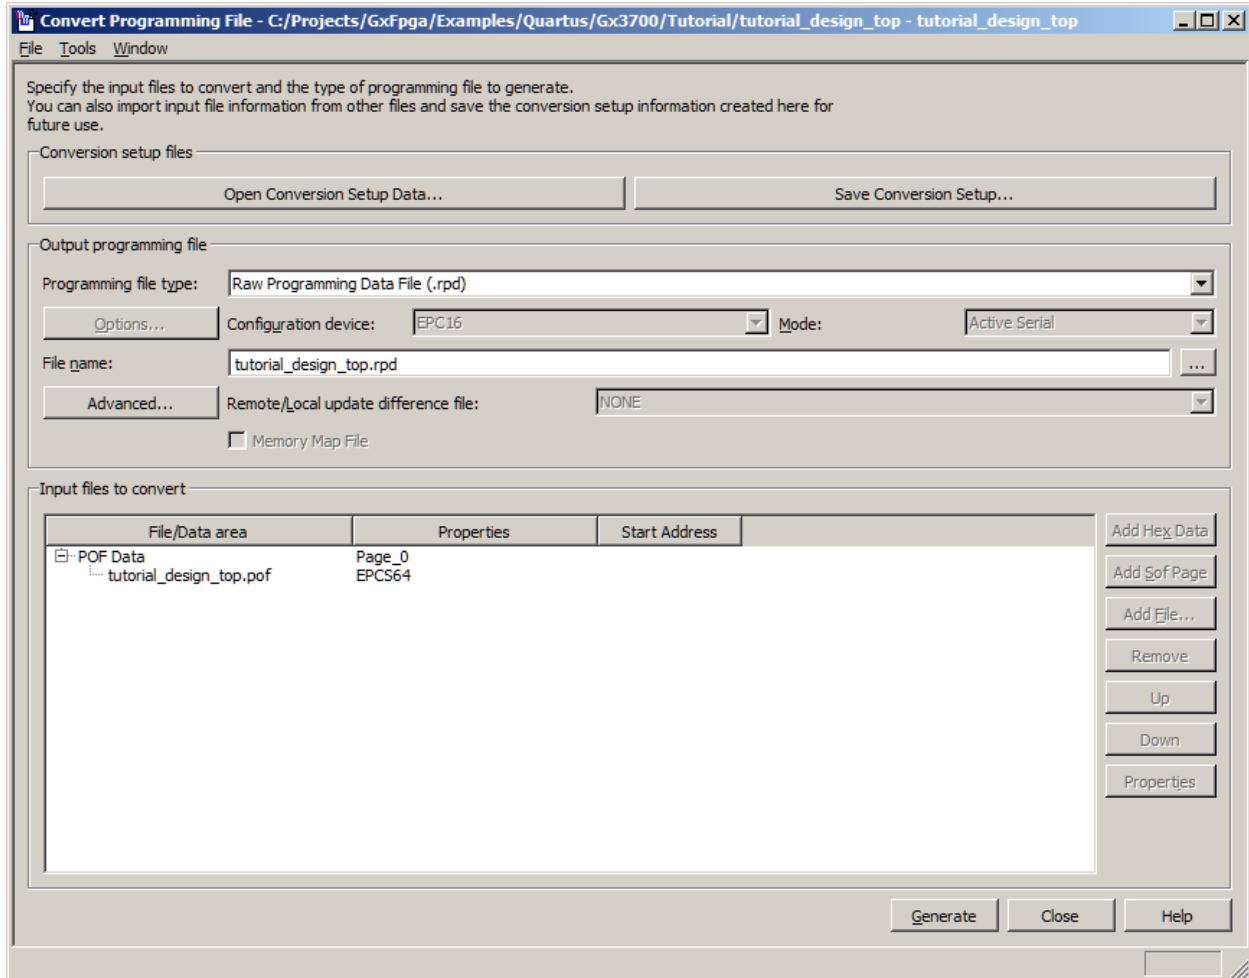 Convert Programming File - C:/Projects/GxFpga/Examples/Quartus/Gx3700/Tutorial/tutorial_design_top - tutorial_design_top
File Tools Window
Specify the input files to convert and the type of programming file to generate.
You can also import input file information from other files and save the conversion setup information created here for
future use.
Conversion setup files
Open Conversion Setup Data... Save Conversion Setup...
Output programming file
Programming file type: Raw Programming Data File (.rpd)
Options... Configuration device: EPC16 Mode: Active Serial
File name: tutorial_design_top.rpd ...
Advanced... Remote/Local update difference file: NONE
Memory Map File
Input files to convert
File/Data area Properties Start Address Add Hex Data
POF Data Page_0
tutorial_design_top.pof EPCS64 Add Sof Page
Add File...
Remove
Up
Down
Properties
Generate Close Help